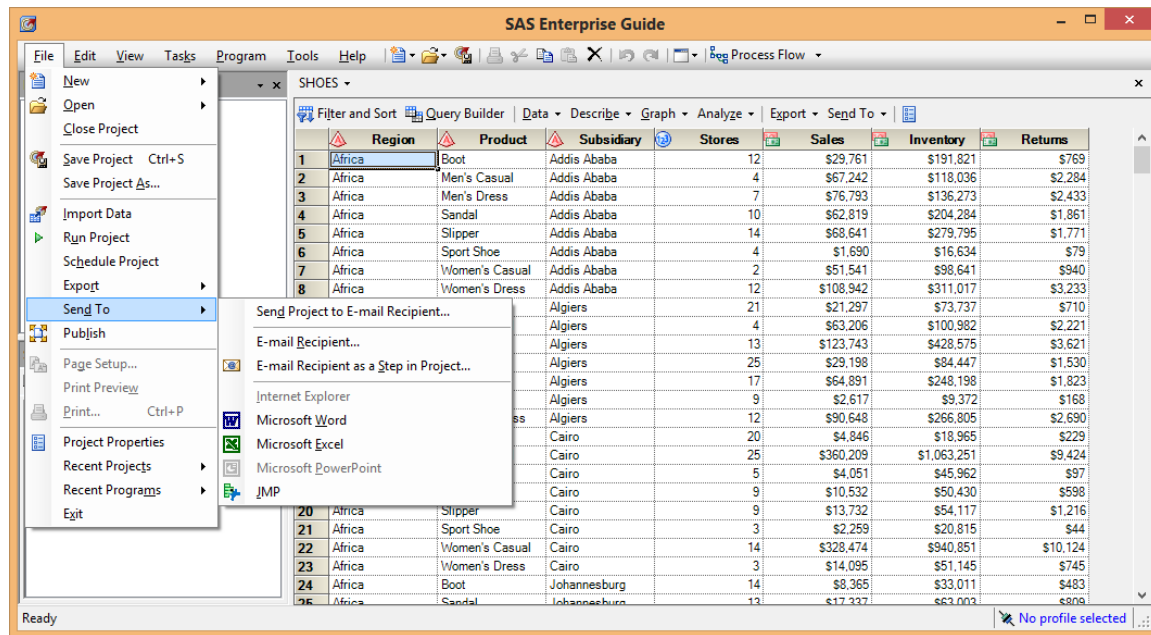 SAS Enterprise Guide
File Edit View Tasks Program Tools Help Process Flow
New
Open
Close Project
Save Project Ctrl+S
Save Project As...
Import Data
Run Project
Schedule Project
Export
Send To
Publish
Page Setup...
Print Preview
Print... Ctrl+P
Project Properties
Recent Projects
Recent Programs
Exit
Send Project to E-mail Recipient...
E-mail Recipient...
E-mail Recipient as a Step in Project...
Internet Explorer
Microsoft Word
Microsoft Excel
Microsoft PowerPoint
JMP
SHOES
Filter and Sort Query Builder Data Describe Graph Analyze Export Send To
Region Product Subsidiary Stores Sales Inventory Returns
1 Africa Boot Addis Ababa 12 $29,761 $191,821 $769
2 Africa Men's Casual Addis Ababa 4 $67,242 $118,036 $2,284
3 Africa Men's Dress Addis Ababa 7 $76,793 $136,273 $2,433
4 Africa Sandal Addis Ababa 10 $62,819 $204,284 $1,861
5 Africa Slipper Addis Ababa 14 $68,641 $279,795 $1,771
6 Africa Sport Shoe Addis Ababa 4 $1,690 $16,634 $79
7 Africa Women's Casual Addis Ababa 2 $51,541 $98,641 $940
8 Africa Women's Dress Addis Ababa 12 $108,942 $311,017 $3,233
Algiers 21 $21,297 $73,737 $710
Algiers 4 $63,206 $100,982 $2,221
Algiers 13 $123,743 $428,575 $3,621
Algiers 25 $29,198 $84,447 $1,530
Algiers 17 $64,891 $248,198 $1,823
Algiers 9 $2,617 $9,372 $168
ss Algiers 12 $90,648 $266,805 $2,690
Cairo 20 $4,846 $18,965 $229
Cairo 25 $360,209 $1,063,251 $9,424
Cairo 5 $4,051 $45,962 $97
Cairo 9 $10,532 $50,430 $598
20 Africa Slipper Cairo 9 $13,732 $54,117 $1,216
21 Africa Sport Shoe Cairo 3 $2,259 $20,815 $44
22 Africa Women's Casual Cairo 14 $328,474 $940,851 $10,124
23 Africa Women's Dress Cairo 3 $14,095 $51,145 $745
24 Africa Boot Johannesburg 14 $8,365 $33,011 $483
25 Africa Sandal Johannesburg 13 $17,337 $63,003 $809
Ready
No profile selected